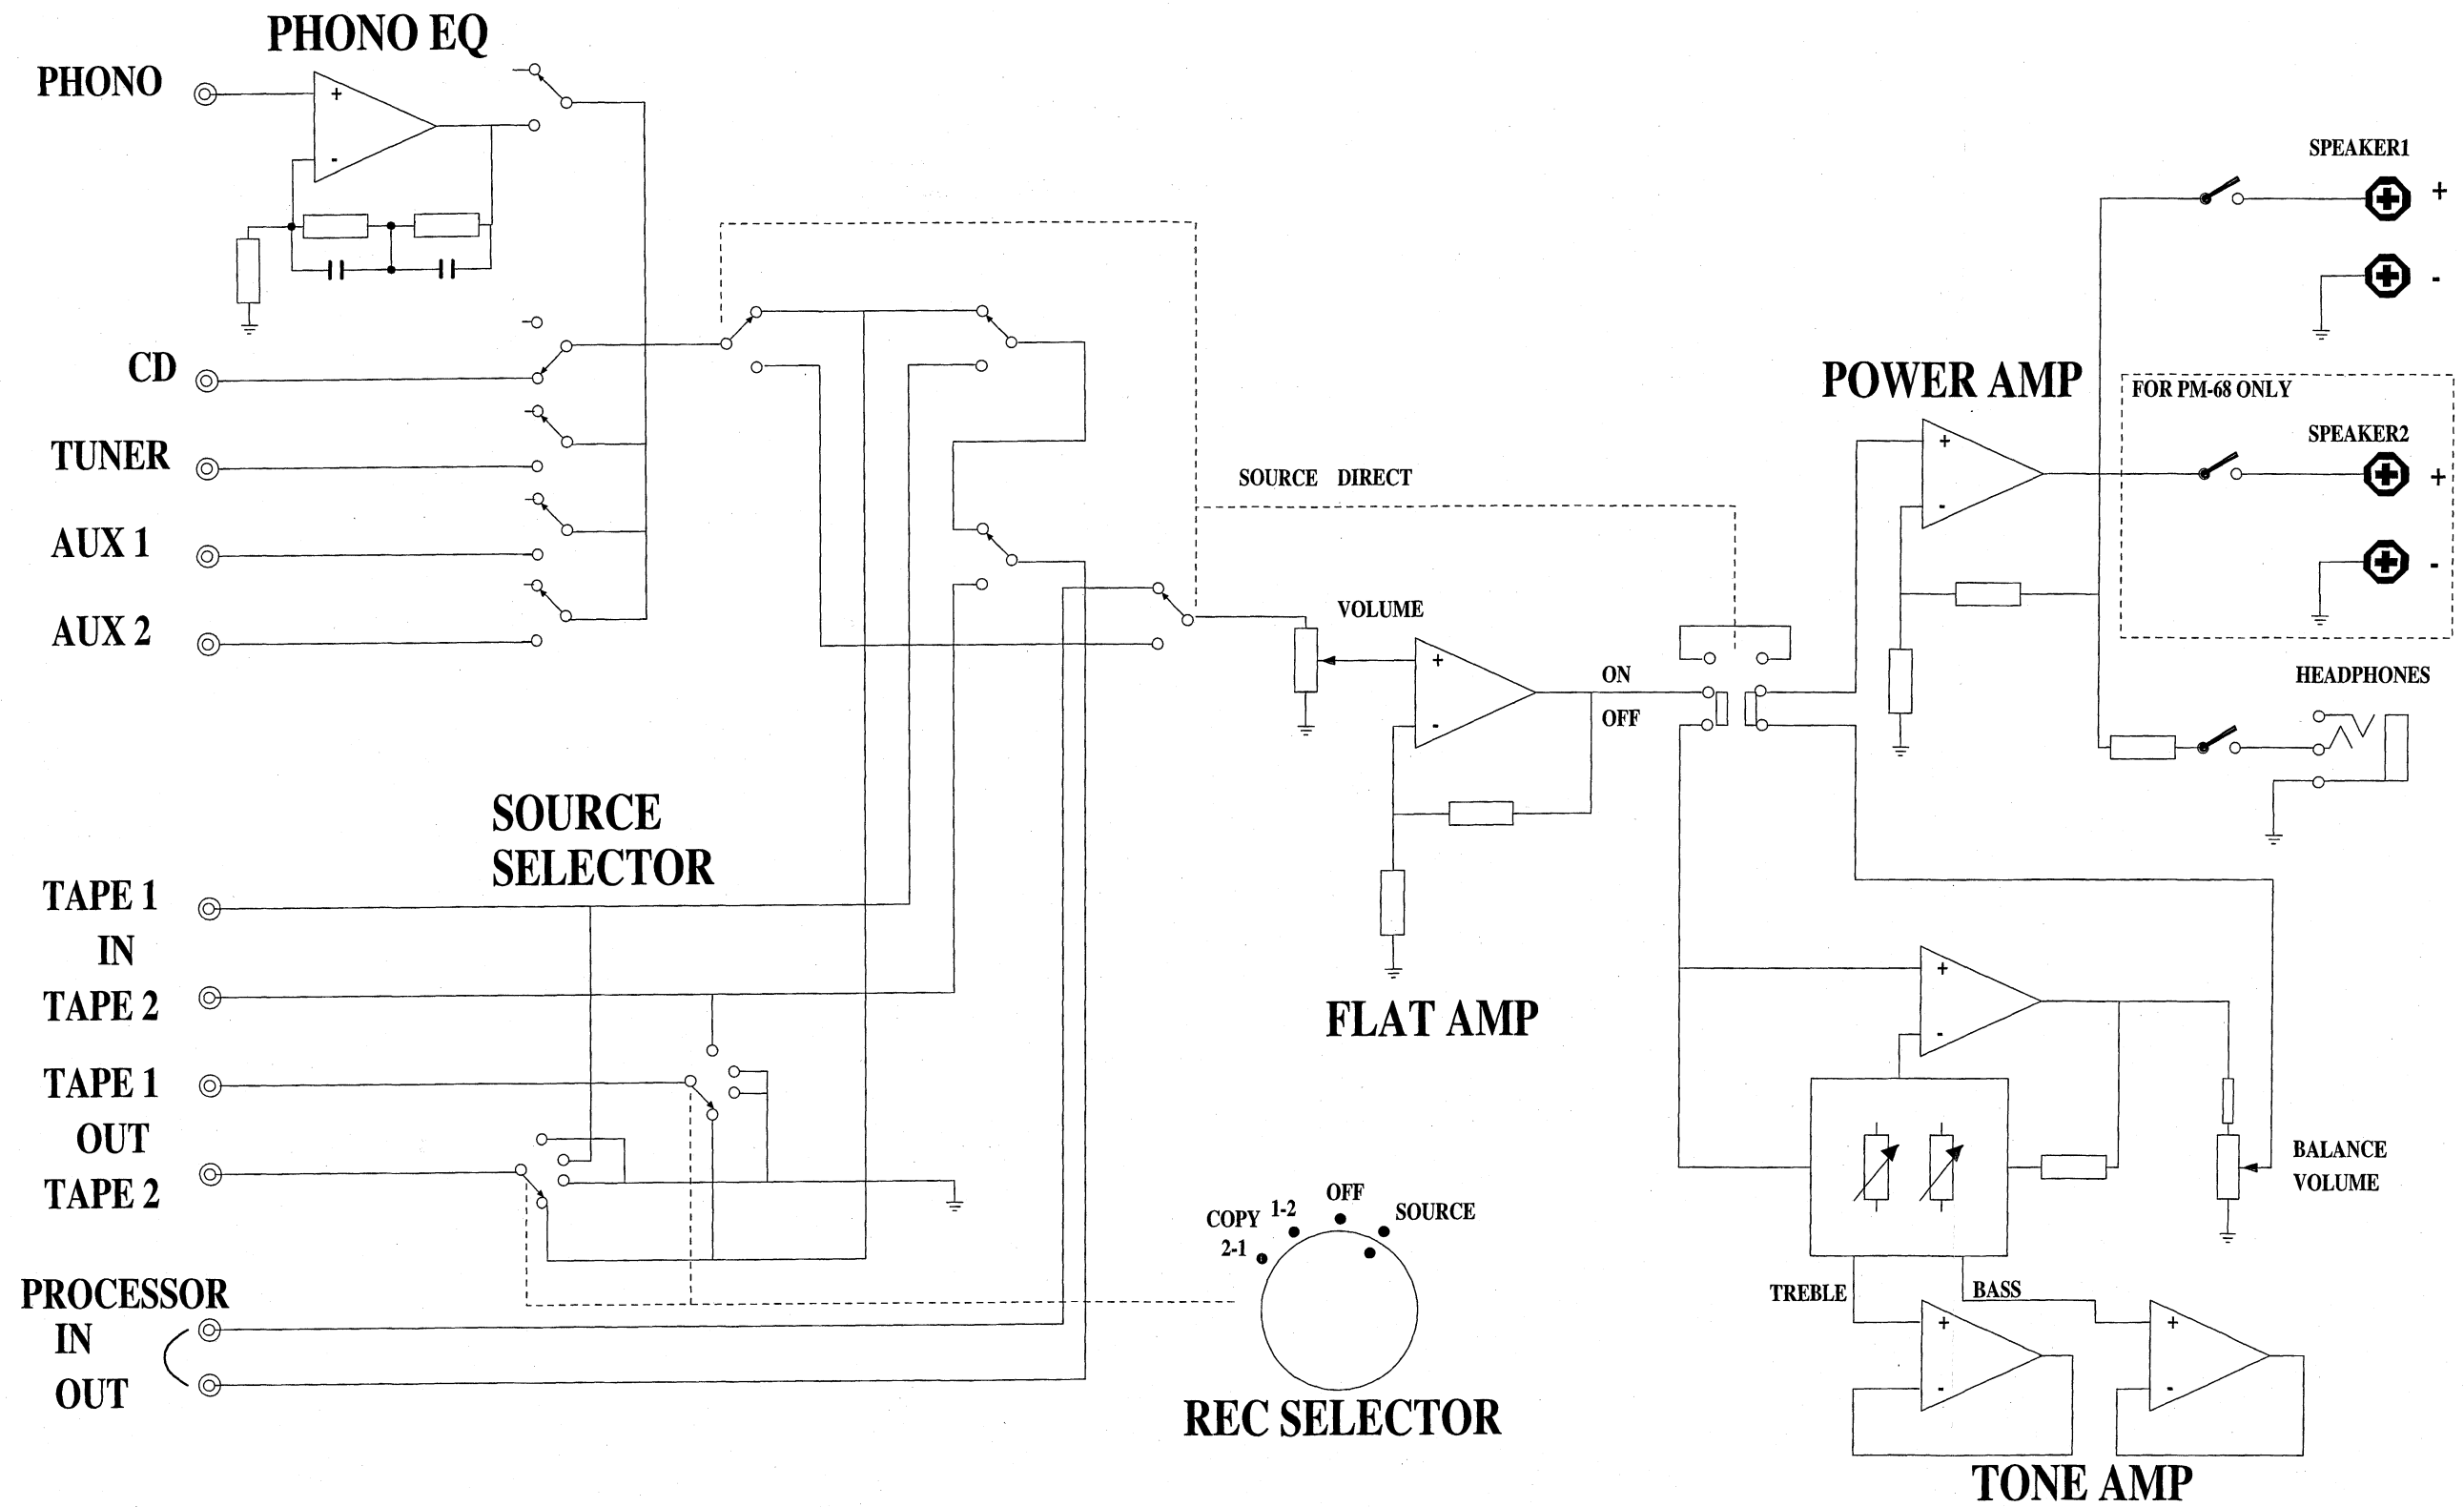 PHONO EQ
PHONO
+
-
CD
TUNER
AUX 1
AUX 2
SOURCE
SELECTOR
TAPE 1
IN
TAPE 2
TAPE 1
OUT
TAPE 2
PROCESSOR
IN
OUT
SOURCE DIRECT
VOLUME
+
-
ON
OFF
FLAT AMP
COPY 1-2
2-1
OFF
SOURCE
REC SELECTOR
POWER AMP
+
-
SPEAKER1
+
-
FOR PM-68 ONLY
SPEAKER2
+
-
HEADPHONES
+
-
BALANCE
VOLUME
TREBLE
BASS
+
-
+
-
TONE AMP